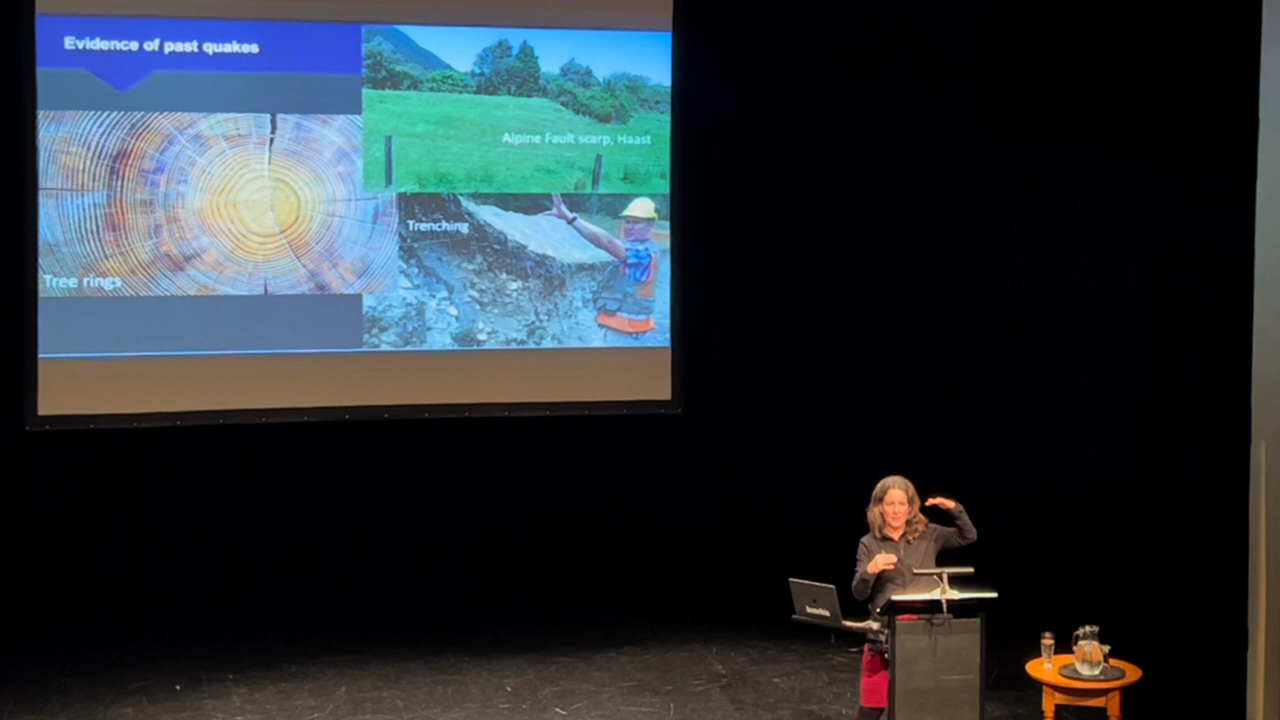 Evidence of past quakes
Alpine Fault scarp, Haast
Trenching
Tree rings